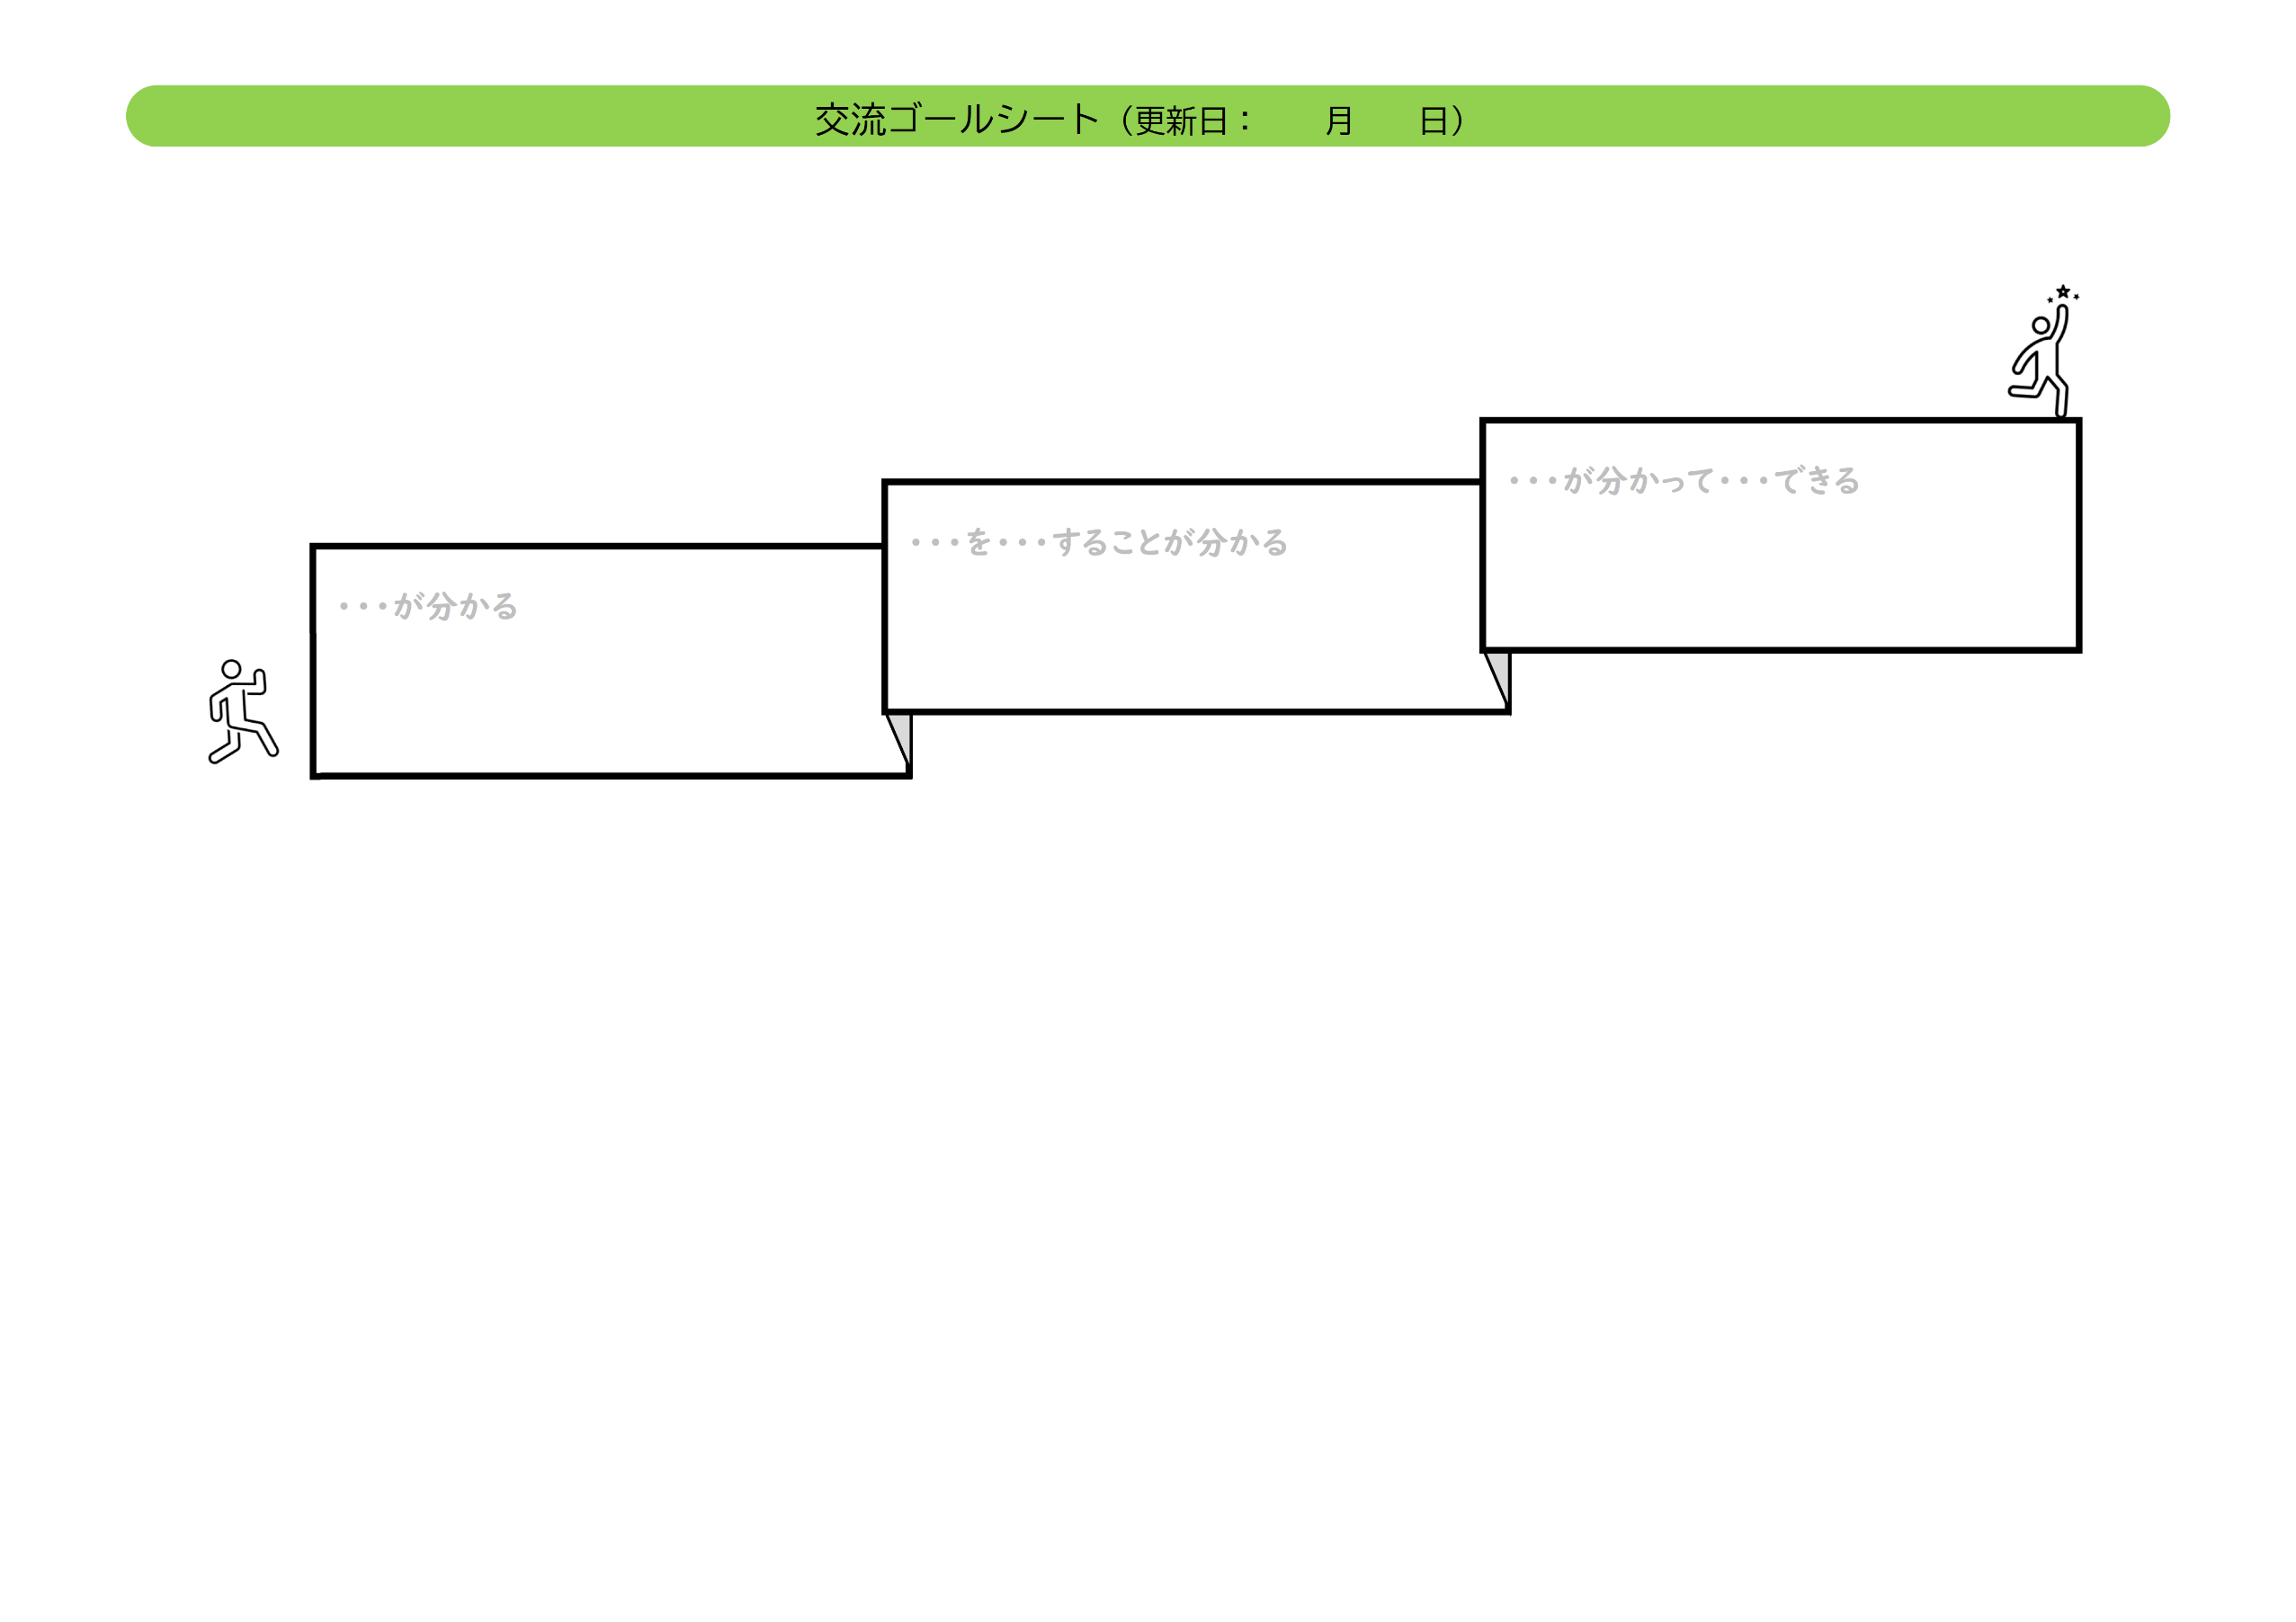 交流ゴールシート（更新日：　　月　　日）
・・・が分かる
・・・を・・・することが分かる
・・・が分かって・・・できる